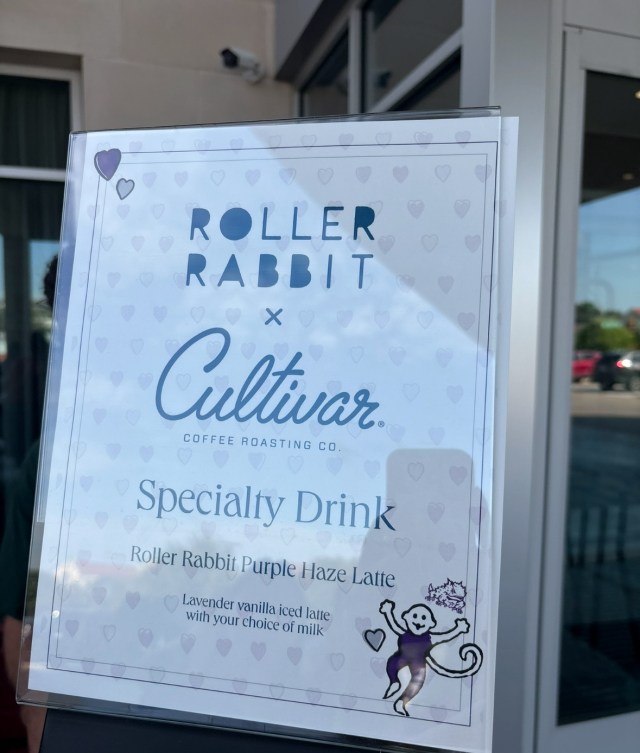 ROLLER
RABBIT
×
Cultivar®
COFFEE ROASTING CO.
Specialty Drink
Roller Rabbit Purple Haze Latte
Lavender vanilla iced latte
with your choice of milk